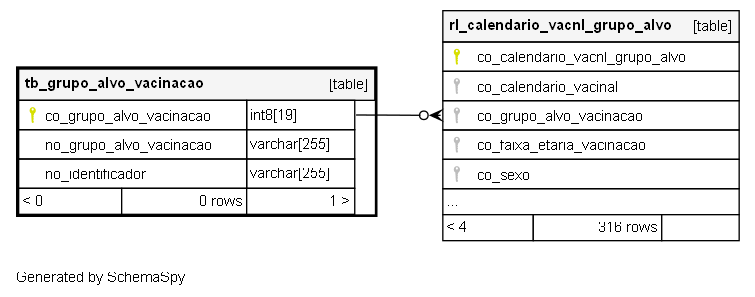 rl_calendario_vacnl_grupo_alvo [table]
co_calendario_vacnl_grupo_alvo
co_calendario_vacinal
co_grupo_alvo_vacinacao
co_faixa_etaria_vacinacao
co_sexo
...
< 4 316 rows
tb_grupo_alvo_vacinacao [table]
co_grupo_alvo_vacinacao int8[19]
no_grupo_alvo_vacinacao varchar[255]
no_identificador varchar[255]
< 0 0 rows 1 >
Generated by SchemaSpy